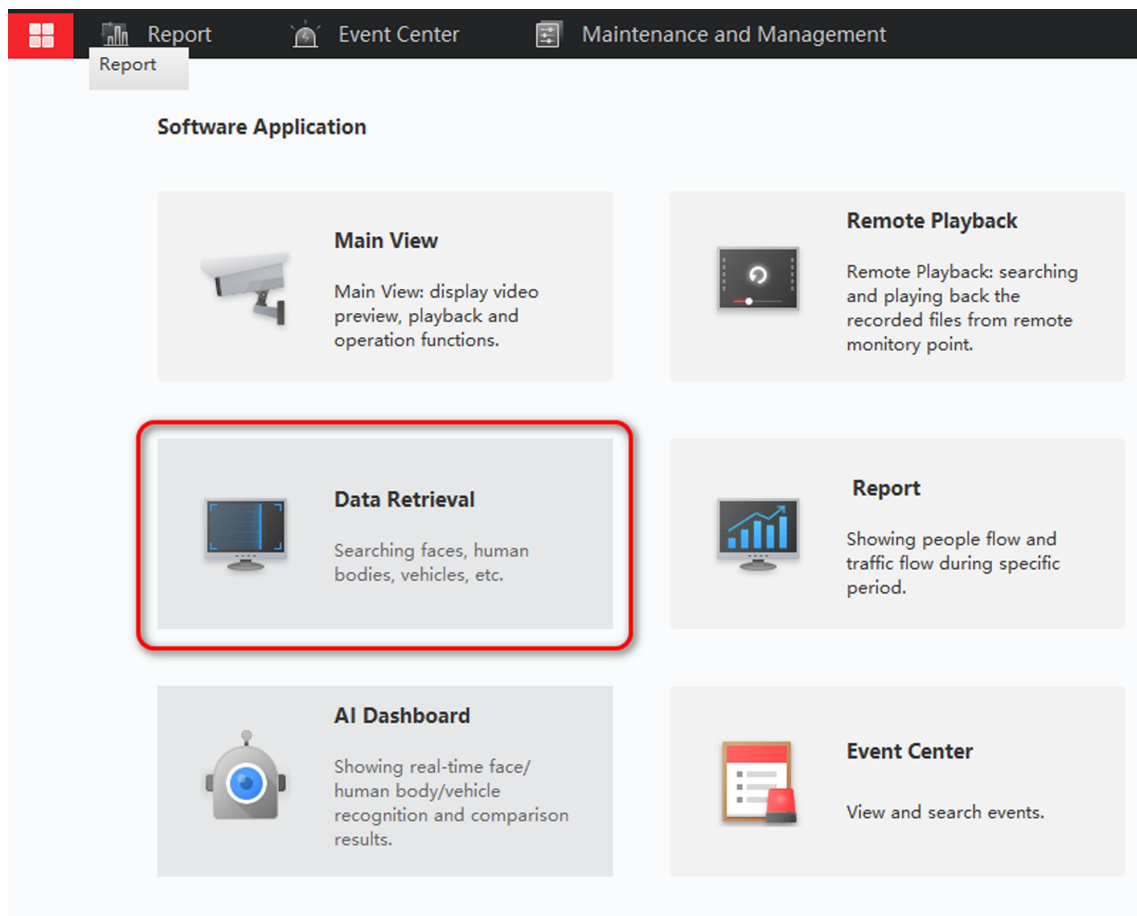 Report
Event Center
Maintenance and Management
Report
Software Application
Main View
Main View: display video
preview, playback and
operation functions.
Remote Playback
Remote Playback: searching
and playing back the
recorded files from remote
monitory point.
Data Retrieval
Searching faces, human
bodies, vehicles, etc.
Report
Showing people flow and
traffic flow during specific
period.
AI Dashboard
Showing real-time face/
human body/vehicle
recognition and comparison
results.
Event Center
View and search events.